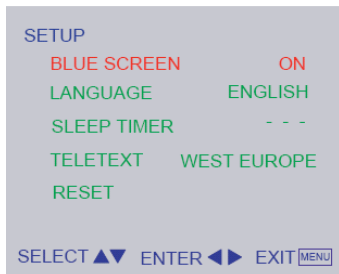 SETUP
BLUE SCREEN ON
LANGUAGE ENGLISH
SLEEP TIMER - - -
TELETEXT WEST EUROPE
RESET
SELECT ▲▼ ENTER ◀▶ EXIT MENU